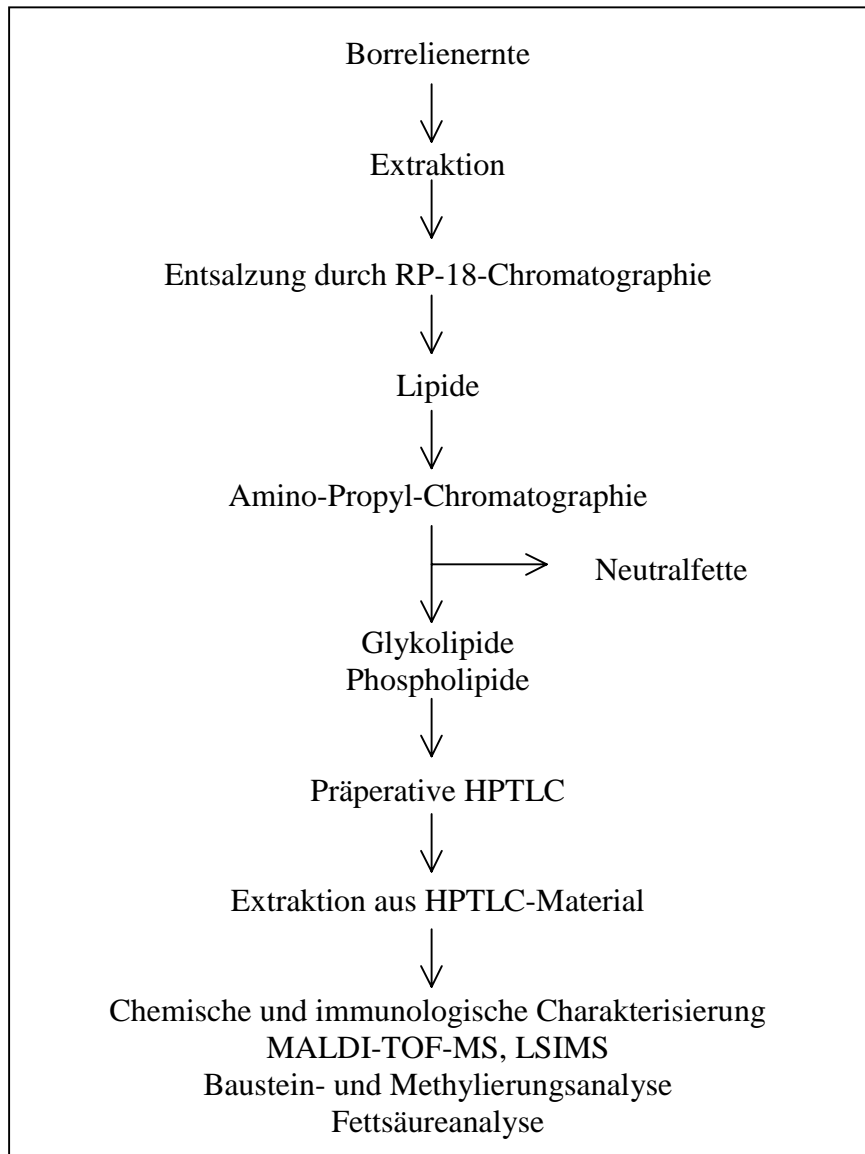 Borrelienernte
Extraktion
Entsalzung durch RP-18-Chromatographie
Lipide
Amino-Propyl-Chromatographie
Neutralfette
Glykolipide
Phospholipide
Präperative HPTLC
Extraktion aus HPTLC-Material
Chemische und immunologische Charakterisierung
MALDI-TOF-MS, LSIMS
Baustein- und Methylierungsanalyse
Fettsäureanalyse